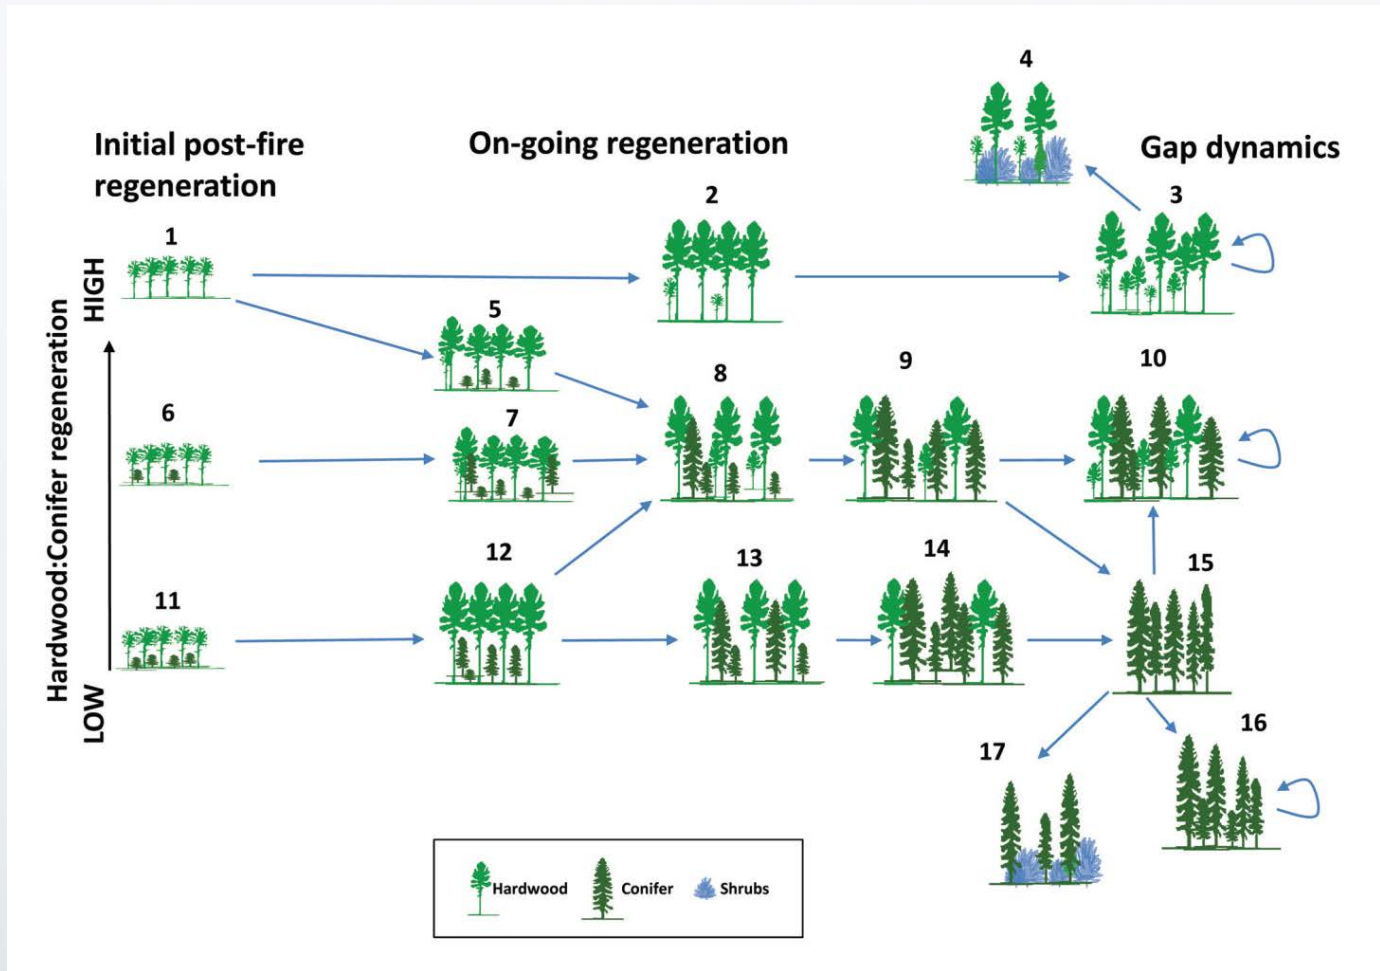 Initial post-fire
regeneration
On-going regeneration
Gap dynamics
Hardwood:Conifer regeneration
HIGH
LOW
1
2
3
4
5
6
7
8
9
10
11
12
13
14
15
16
17
Hardwood
Conifer
Shrubs